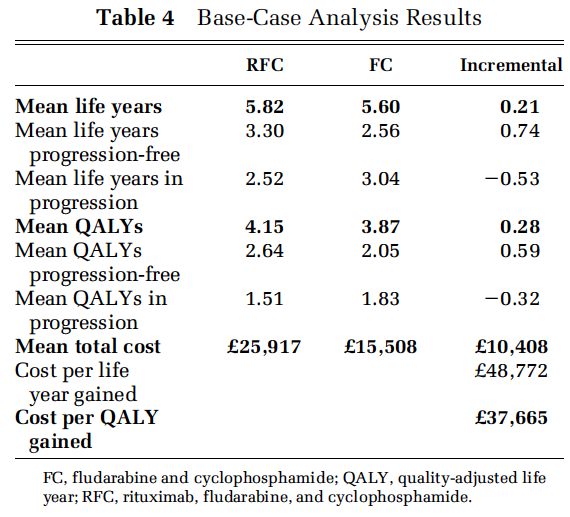 Table 4 Base-Case Analysis Results
RFC FC Incremental
Mean life years 5.82 5.60 0.21
Mean life years 3.30 2.56 0.74
progression-free
Mean life years in 2.52 3.04 −0.53
progression
Mean QALYs 4.15 3.87 0.28
Mean QALYs 2.64 2.05 0.59
progression-free
Mean QALYs in 1.51 1.83 −0.32
progression
Mean total cost £25,917 £15,508 £10,408
Cost per life £48,772
year gained
Cost per QALY £37,665
gained
FC, fludarabine and cyclophosphamide; QALY, quality-adjusted life
year; RFC, rituximab, fludarabine, and cyclophosphamide.